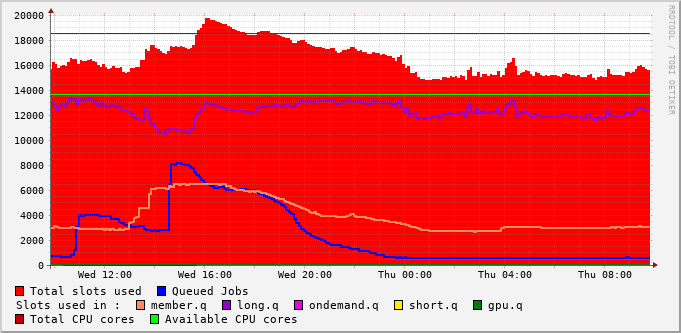 20000
18000
16000
14000
12000
10000
8000
6000
4000
2000
0
Wed 12:00 Wed 16:00 Wed 20:00 Thu 00:00 Thu 04:00 Thu 08:00
RRDTOOL / TOBI OETIKER
Total slots used Queued Jobs
Slots used in : member.q long.q ondemand.q short.q gpu.q
Total CPU cores Available CPU cores